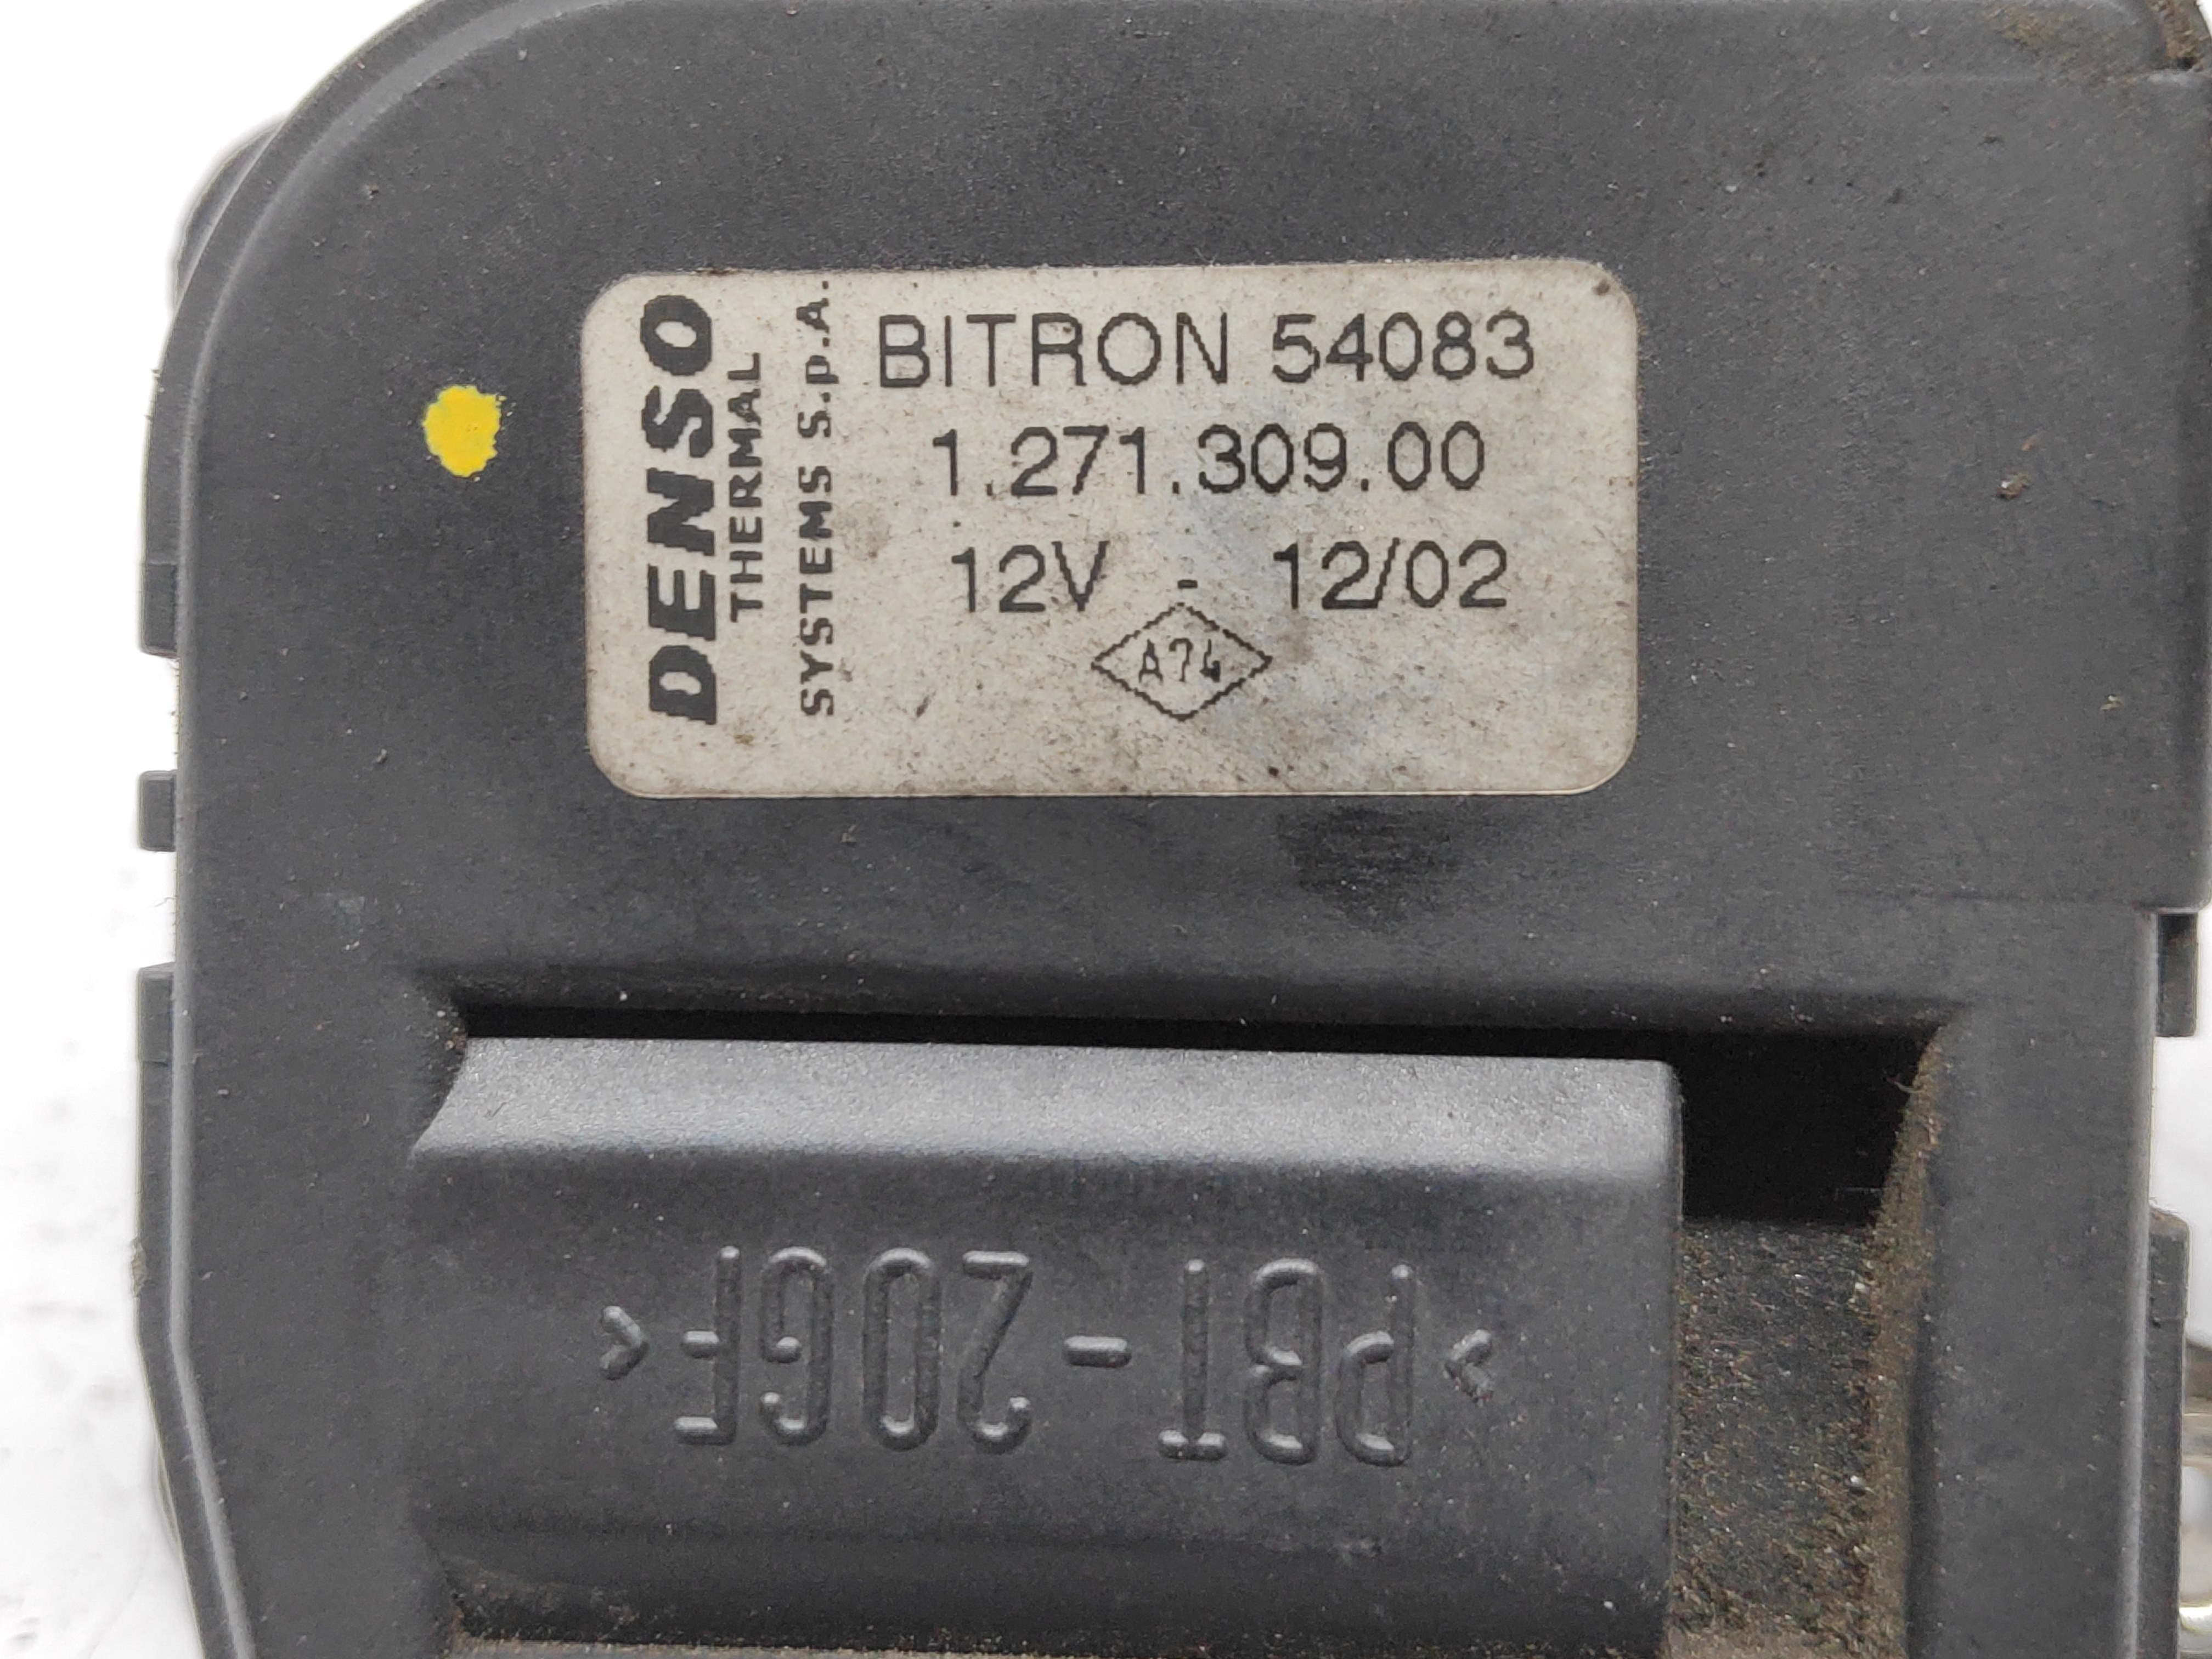 DENSO
THERMAL
SYSTEMS S.p.A.
BITRON 54083
1.271.309.00
12V - 12/02
A74
>PBT-20GF<